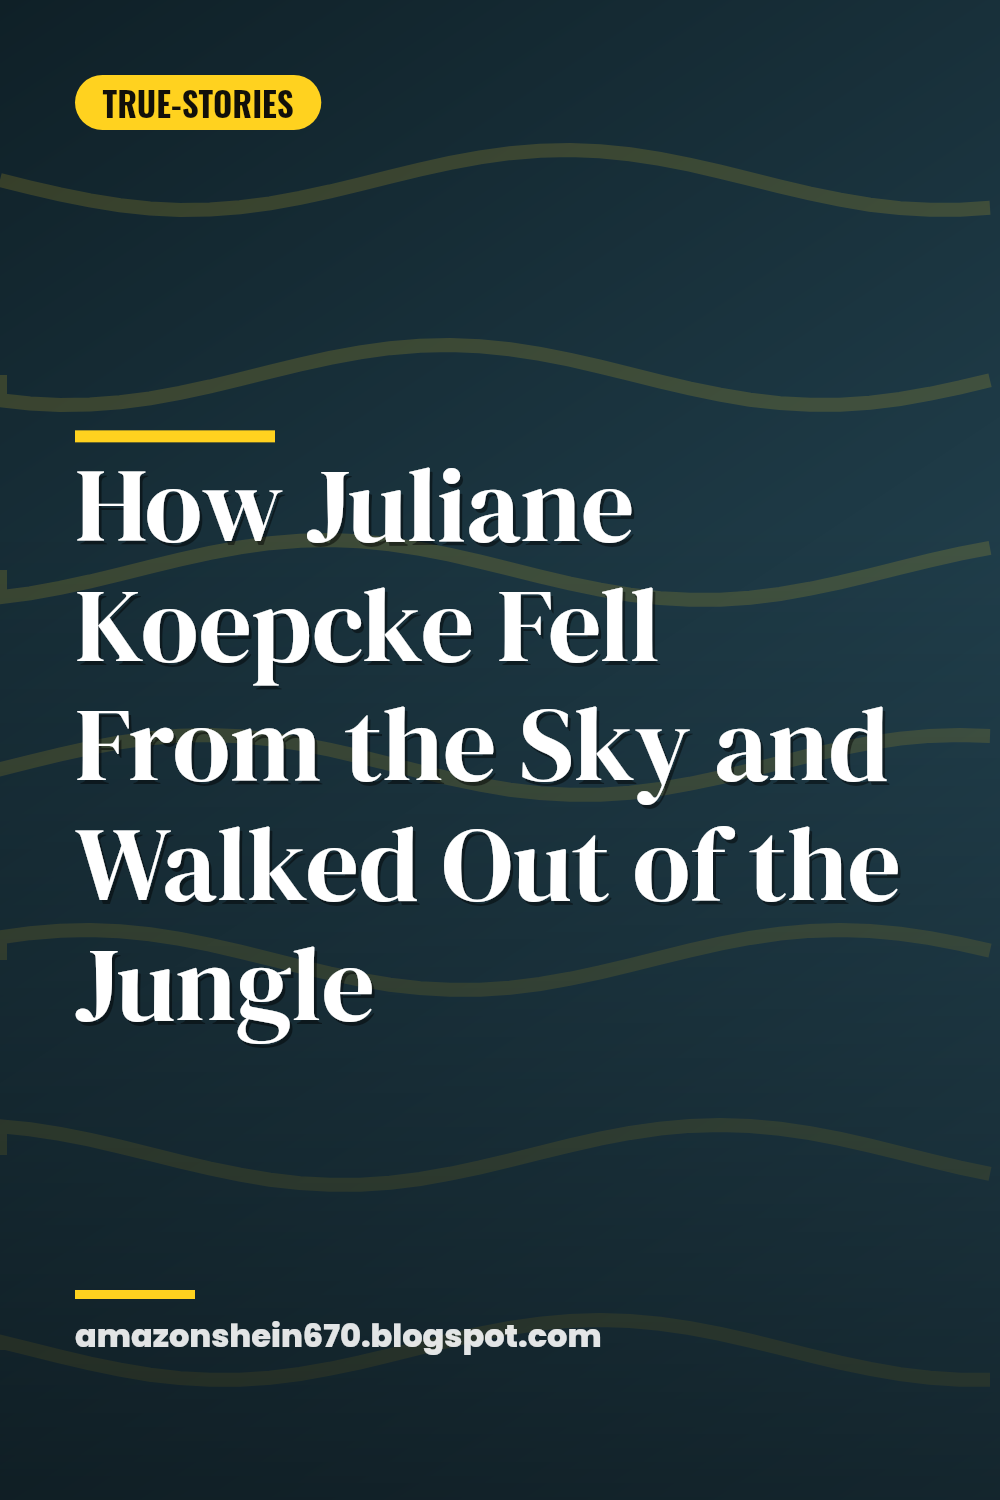 TRUE-STORIES
How Juliane
Koepcke Fell
From the Sky and
Walked Out of the
Jungle
amazonshein670.blogspot.com